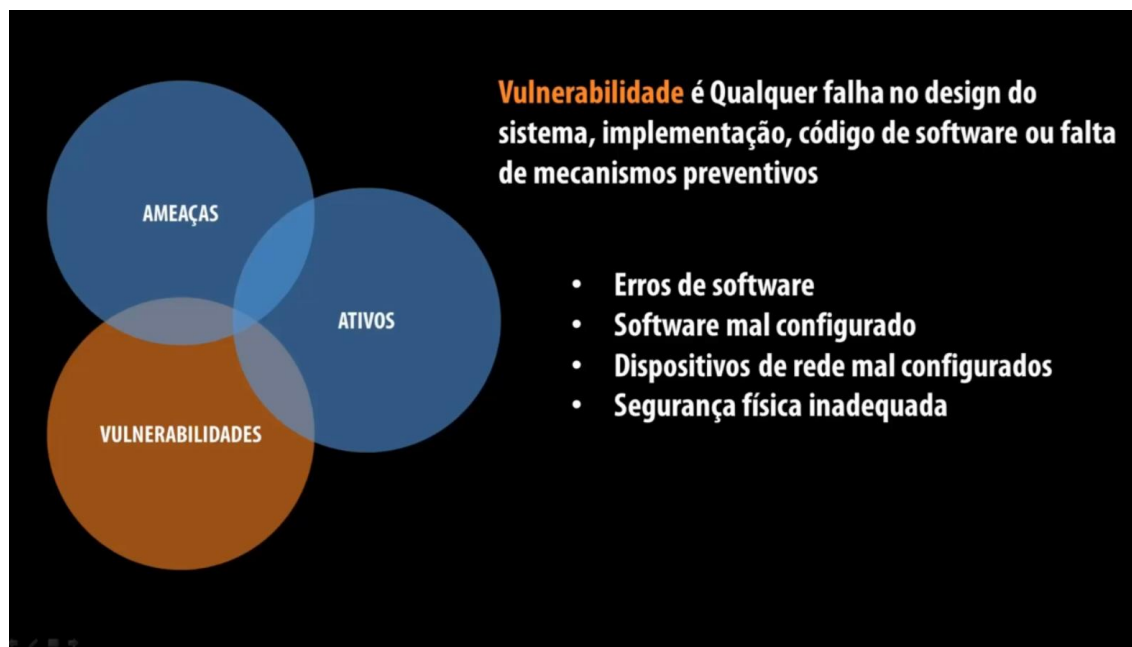 Vulnerabilidade é Qualquer falha no design do
sistema, implementação, código de software ou falta
de mecanismos preventivos
AMEAÇAS
ATIVOS
VULNERABILIDADES
• Erros de software
• Software mal configurado
• Dispositivos de rede mal configurados
• Segurança física inadequada